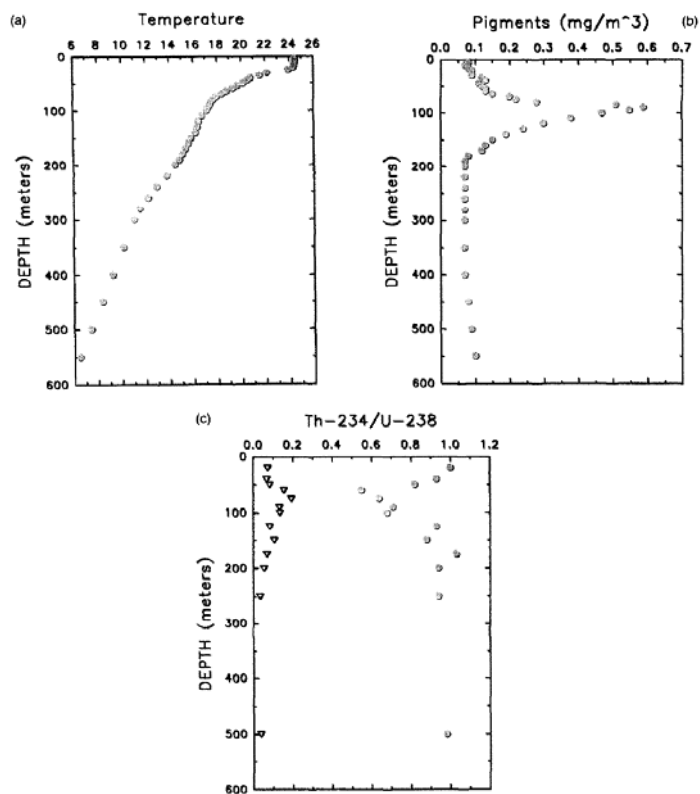 (a)
Temperature
6 8 10 12 14 16 18 20 22 24 26
0
100
200
300
400
500
600
DEPTH (meters)
Pigments (mg/m^3) (b)
0.0 0.1 0.2 0.3 0.4 0.5 0.6 0.7
0
100
200
300
400
500
600
DEPTH (meters)
(c)
Th-234/U-238
0.0 0.2 0.4 0.6 0.8 1.0 1.2
0
100
200
300
400
500
600
DEPTH (meters)